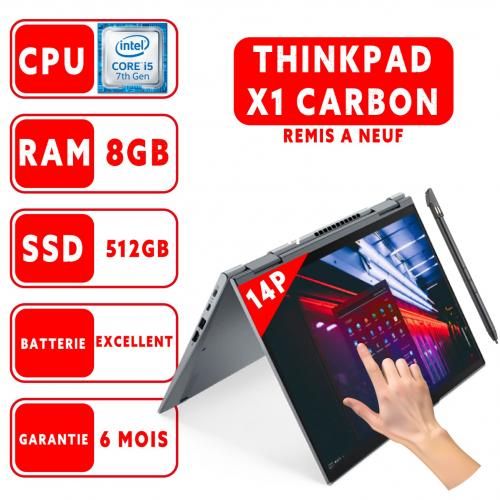 CPU
intel
CORE i5
7th Gen
THINKPAD
X1 CARBON
REMIS A NEUF
RAM 8GB
SSD 512GB
14P
BATTERIE EXCELLENT
GARANTIE 6 MOIS